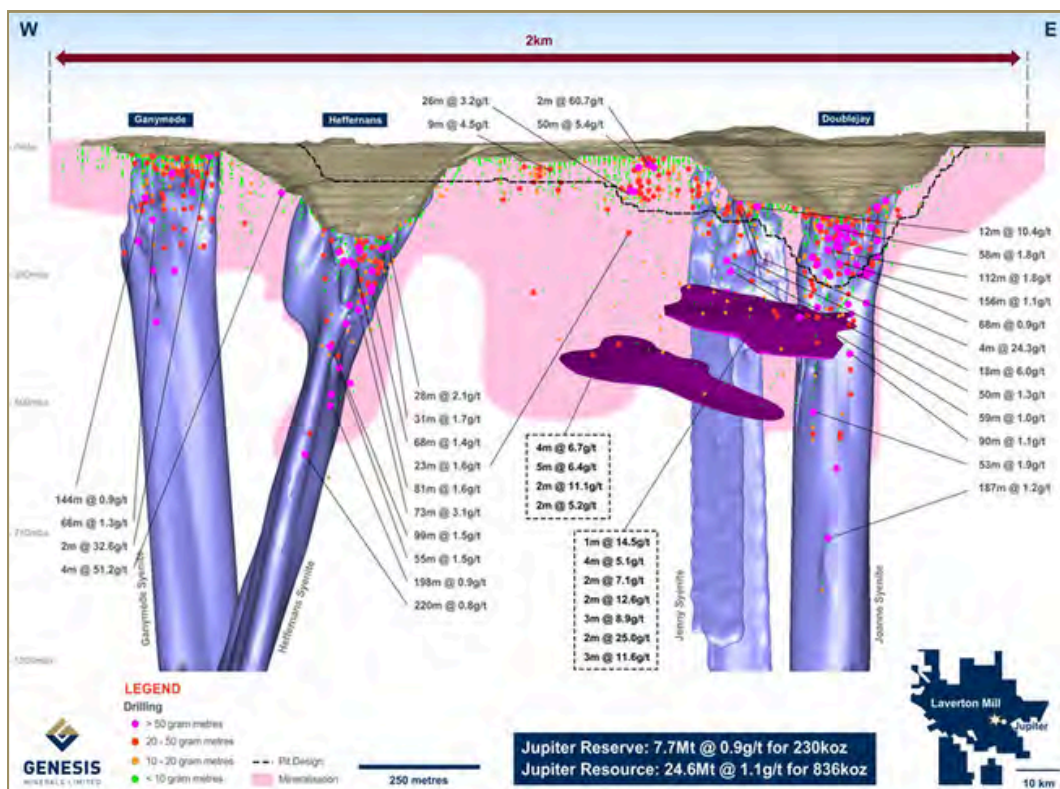 W
E
2km
26m @ 3.2g/t
2m @ 60.7g/t
9m @ 4.5g/t
50m @ 5.4g/t
Ganymede
Heffernans
Doublejay
12m @ 10.4g/t
58m @ 1.8g/t
112m @ 1.8g/t
156m @ 1.1g/t
68m @ 0.9g/t
4m @ 24.3g/t
18m @ 6.0g/t
50m @ 1.3g/t
59m @ 1.0g/t
90m @ 1.1g/t
53m @ 1.9g/t
187m @ 1.2g/t
28m @ 2.1g/t
31m @ 1.7g/t
68m @ 1.4g/t
23m @ 1.6g/t
81m @ 1.6g/t
73m @ 3.1g/t
99m @ 1.5g/t
55m @ 1.5g/t
198m @ 0.9g/t
220m @ 0.8g/t
4m @ 6.7g/t
5m @ 6.4g/t
2m @ 11.1g/t
2m @ 5.2g/t
144m @ 0.9g/t
66m @ 1.3g/t
2m @ 32.6g/t
4m @ 51.2g/t
1m @ 14.5g/t
4m @ 5.1g/t
2m @ 7.1g/t
2m @ 12.6g/t
3m @ 8.9g/t
2m @ 25.0g/t
3m @ 11.6g/t
Ganymede Syenite
Heffernans Syenite
Jenny Syenite
Joanne Syenite
LEGEND
Drilling
> 50 gram metres
20 - 50 gram metres
10 - 20 gram metres
< 10 gram metres
Pit Design
Mineralisation
250 metres
GENESIS
MINERALS LIMITED
Jupiter Reserve: 7.7Mt @ 0.9g/t for 230koz
Jupiter Resource: 24.6Mt @ 1.1g/t for 836koz
Laverton Mill
Jupiter
10 km